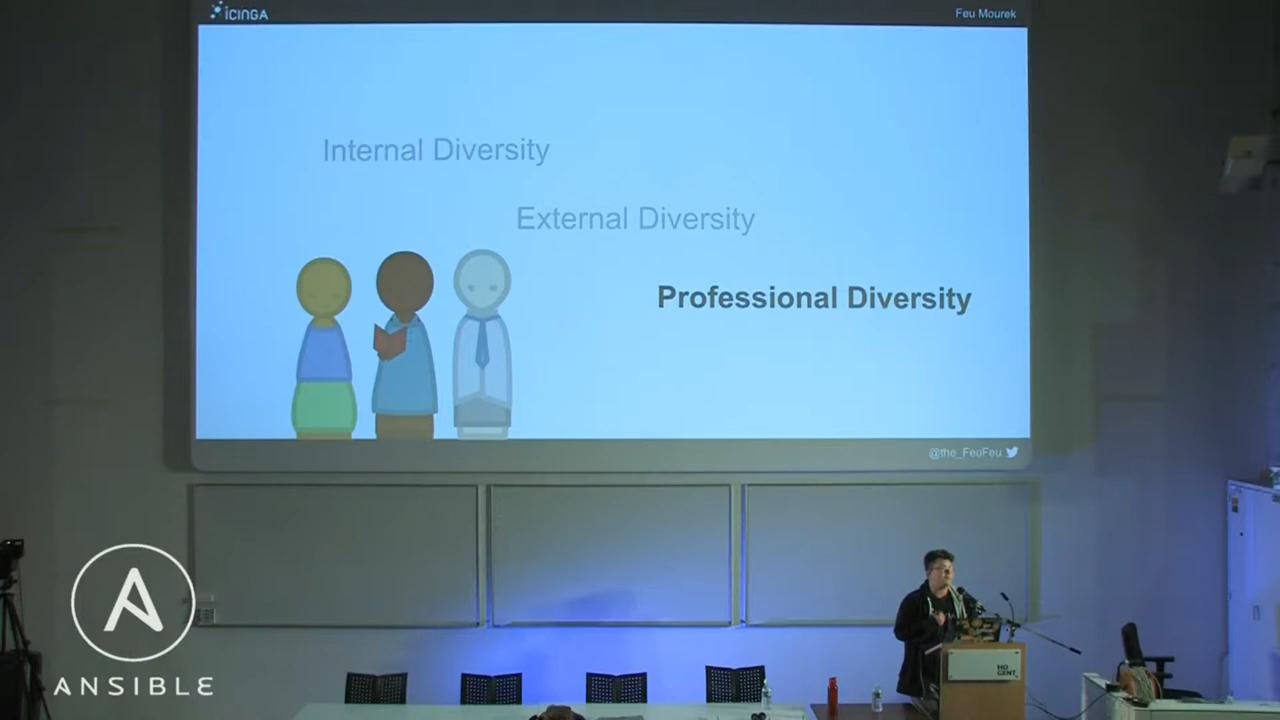 ICINGA
Feu Mourek
Internal Diversity
External Diversity
Professional Diversity
@the_FeuFeu
ANSIBLE
HO
GENT